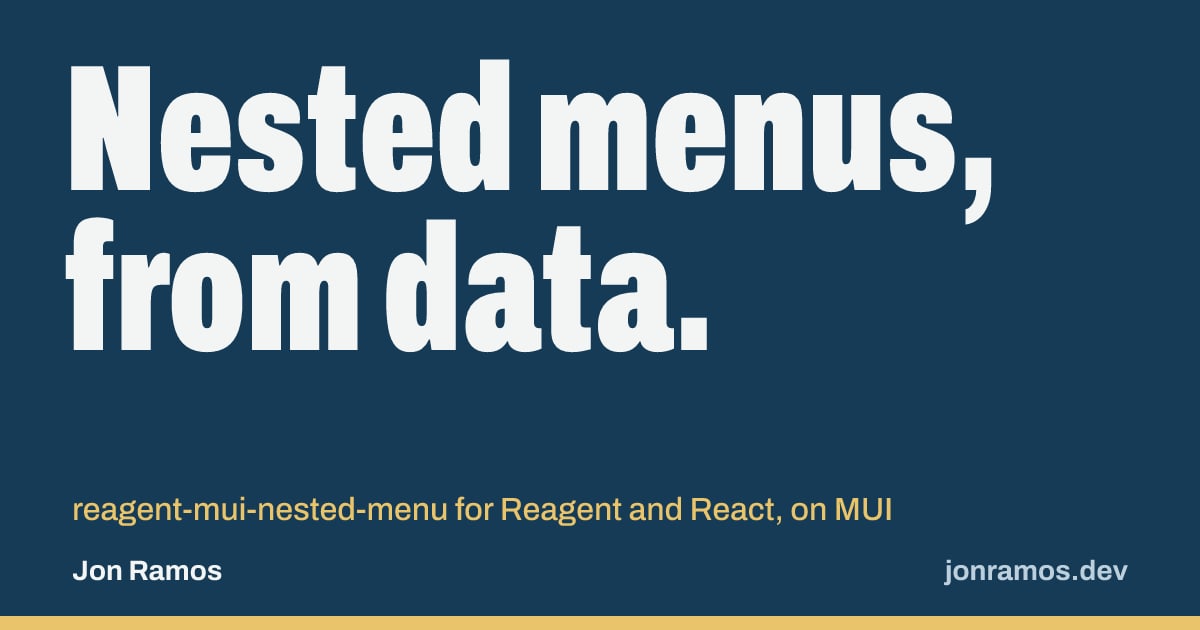 Nested menus,
from data.
reagent-mui-nested-menu for Reagent and React, on MUI
Jon Ramos
jonramos.dev